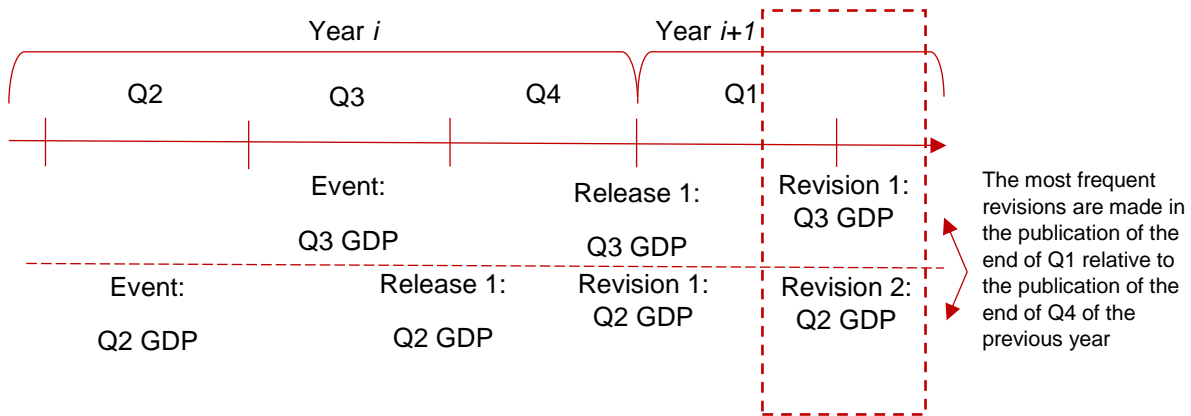 Year i
Year i+1
Q2
Q3
Q4
Q1
Event:
Q3 GDP
Release 1:
Q3 GDP
Revision 1:
Q3 GDP
Event:
Q2 GDP
Release 1:
Q2 GDP
Revision 1:
Q2 GDP
Revision 2:
Q2 GDP
The most frequent
revisions are made in
the publication of the
end of Q1 relative to
the publication of the
end of Q4 of the
previous year